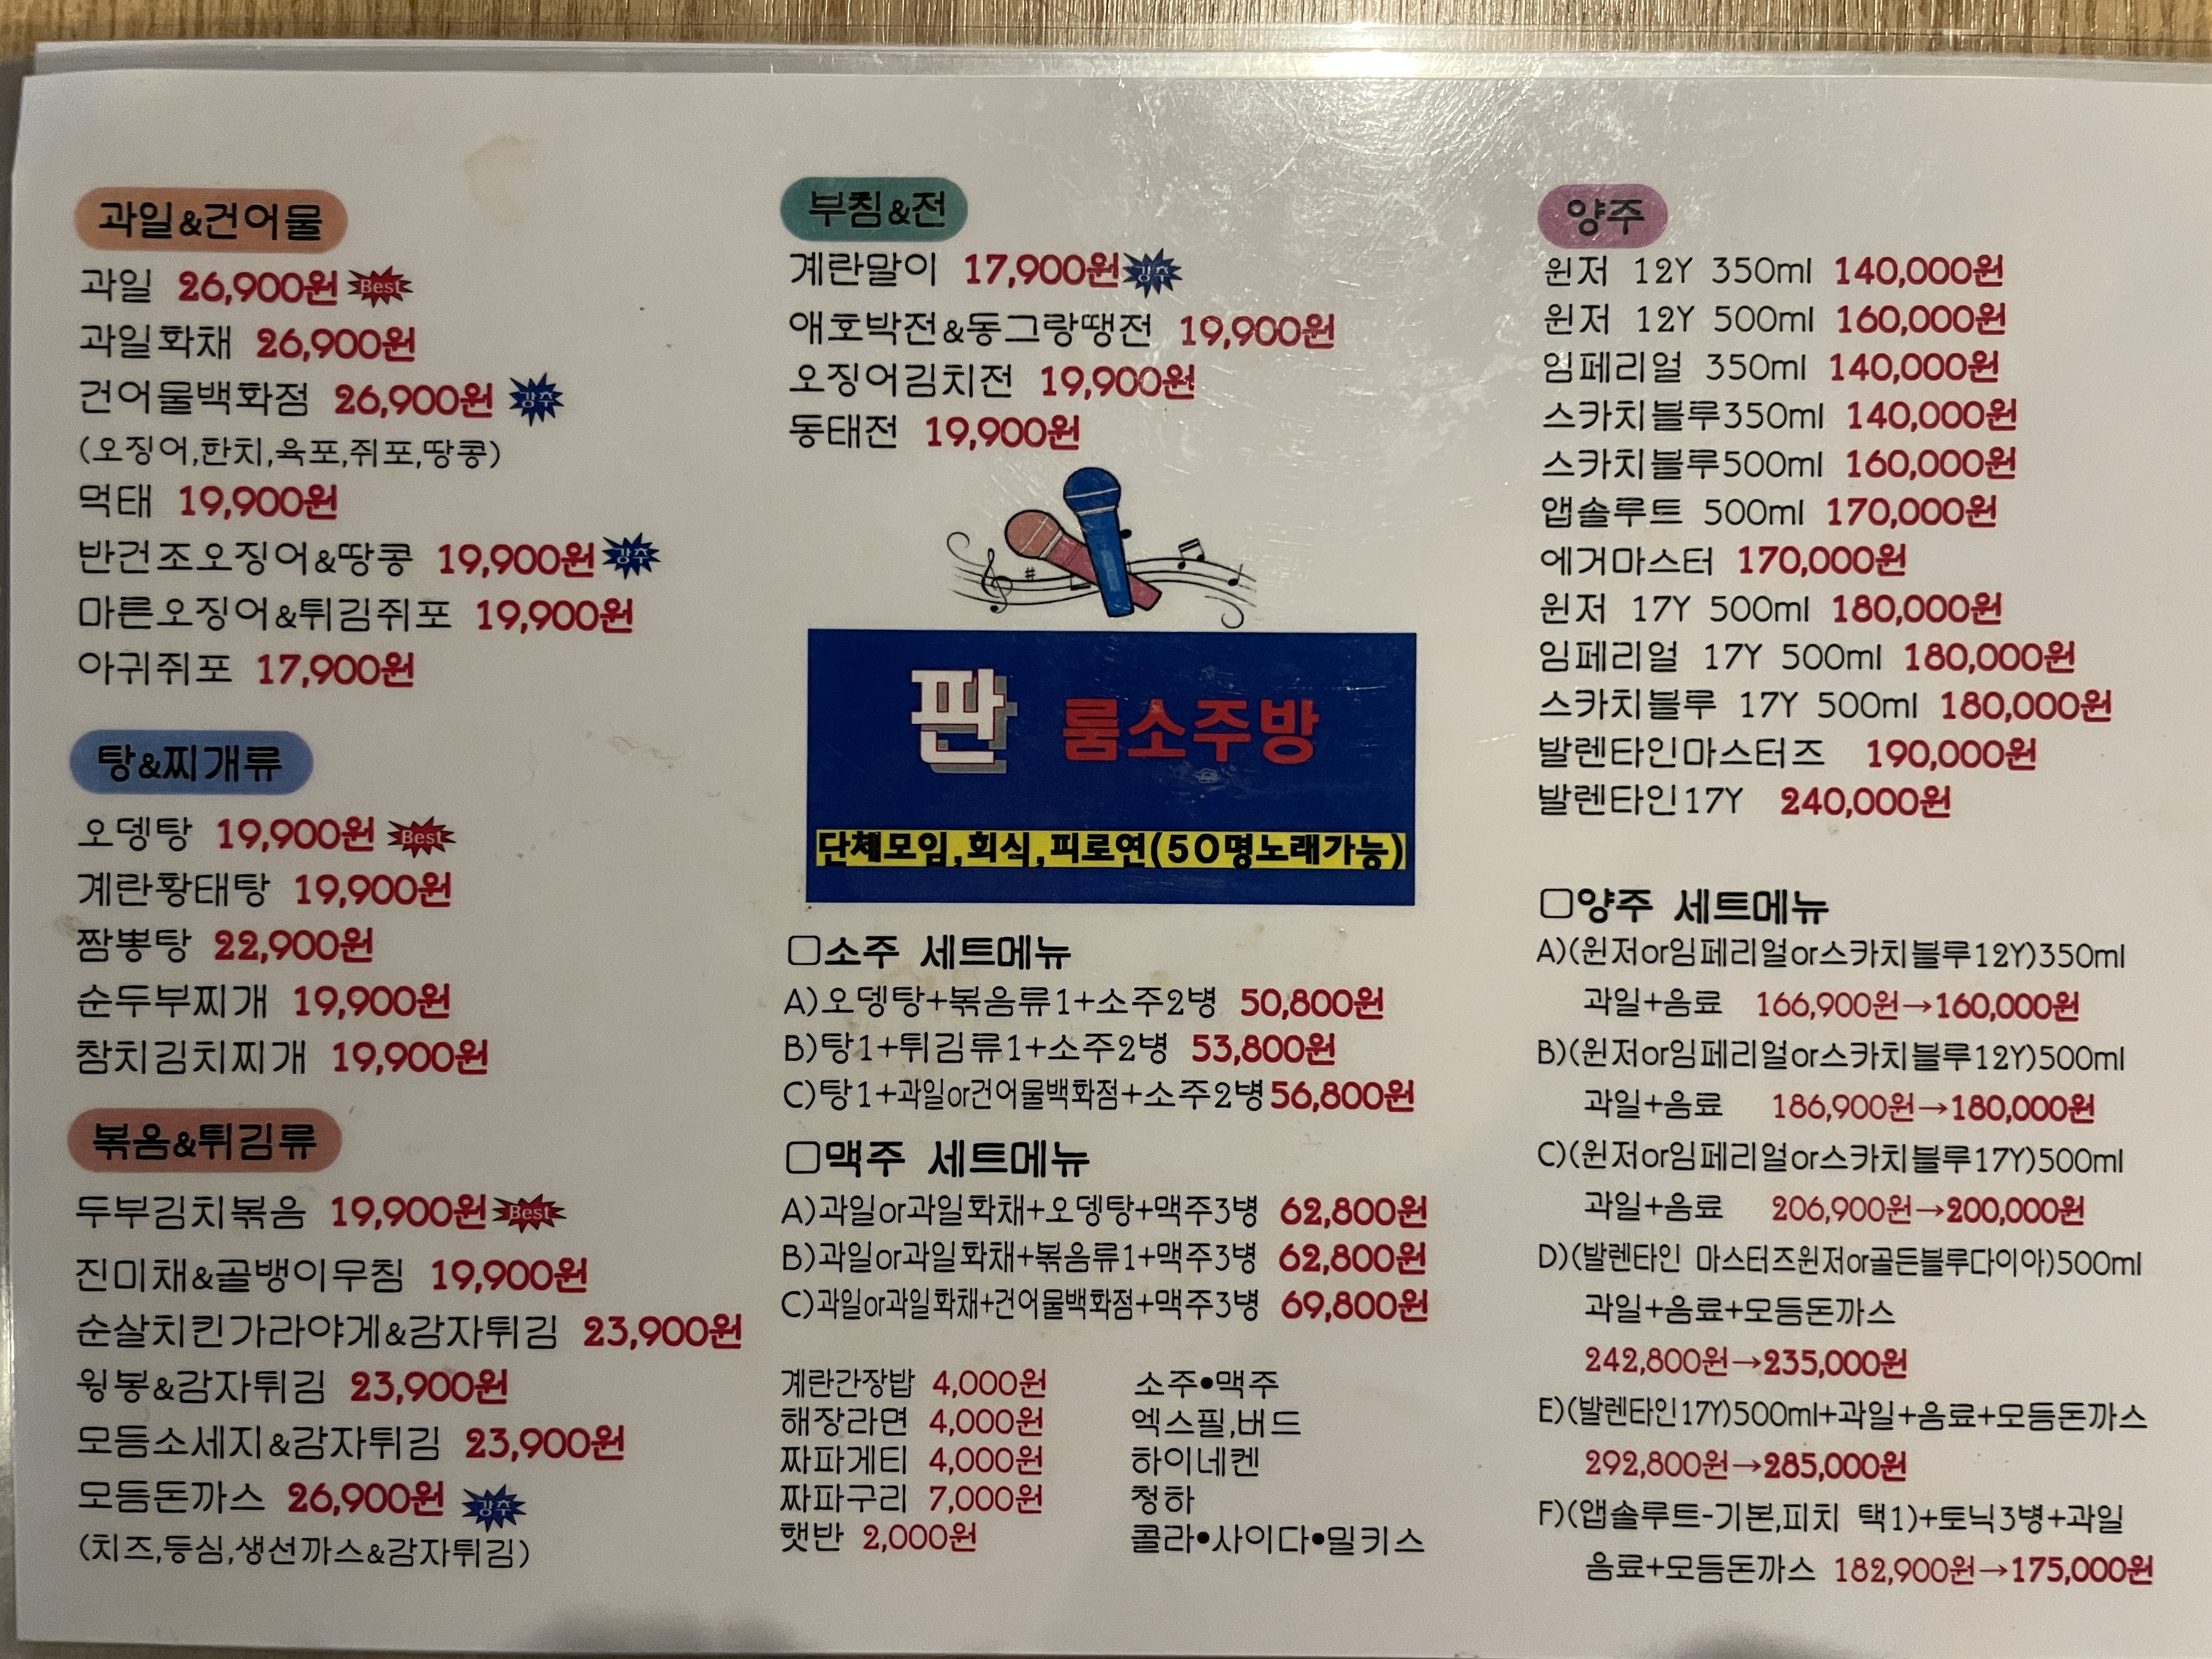 과일&건어물
과일 26,900원 Best
과일화채 26,900원
건어물백화점 26,900원 강추
(오징어,한치,육포,쥐포,땅콩)
먹태 19,900원
반건조오징어&땅콩 19,900원 강추
마른오징어&튀김쥐포 19,900원
아귀쥐포 17,900원
탕&찌개류
오뎅탕 19,900원 Best
계란황태탕 19,900원
짬뽕탕 22,900원
순두부찌개 19,900원
참치김치찌개 19,900원
볶음&튀김류
두부김치볶음 19,900원 Best
진미채&골뱅이무침 19,900원
순살치킨가라야게&감자튀김 23,900원
윙봉&감자튀김 23,900원
모듬소세지&감자튀김 23,900원
모듬돈까스 26,900원 강추
(치즈,등심,생선까스&감자튀김)
부침&전
계란말이 17,900원 강추
애호박전&동그랑땡전 19,900원
오징어김치전 19,900원
동태전 19,900원
판 룸소주방
단체모임,회식,피로연(50명노래가능)
□소주 세트메뉴
A)오뎅탕+볶음류1+소주2병 50,800원
B)탕1+튀김류1+소주2병 53,800원
C)탕1+과일or건어물백화점+소주2병 56,800원
□맥주 세트메뉴
A)과일or과일화채+오뎅탕+맥주3병 62,800원
B)과일or과일화채+볶음류1+맥주3병 62,800원
C)과일or과일화채+건어물백화점+맥주3병 69,800원
계란간장밥 4,000원
해장라면 4,000원
짜파게티 4,000원
짜파구리 7,000원
햇반 2,000원
소주•맥주
엑스필,버드
하이네켄
청하
콜라•사이다•밀키스
양주
윈저 12Y 350ml 140,000원
윈저 12Y 500ml 160,000원
임페리얼 350ml 140,000원
스카치블루350ml 140,000원
스카치블루500ml 160,000원
앱솔루트 500ml 170,000원
에거마스터 170,000원
윈저 17Y 500ml 180,000원
임페리얼 17Y 500ml 180,000원
스카치블루 17Y 500ml 180,000원
발렌타인마스터즈 190,000원
발렌타인17Y 240,000원
□양주 세트메뉴
A)(윈저or임페리얼or스카치블루12Y)350ml
과일+음료 166,900원→160,000원
B)(윈저or임페리얼or스카치블루12Y)500ml
과일+음료 186,900원→180,000원
C)(윈저or임페리얼or스카치블루17Y)500ml
과일+음료 206,900원→200,000원
D)(발렌타인 마스터즈윈저or골든블루다이아)500ml
과일+음료+모듬돈까스
242,800원→235,000원
E)(발렌타인17Y)500ml+과일+음료+모듬돈까스
292,800원→285,000원
F)(앱솔루트-기본,피치 택1)+토닉3병+과일
음료+모듬돈까스 182,900원→175,000원